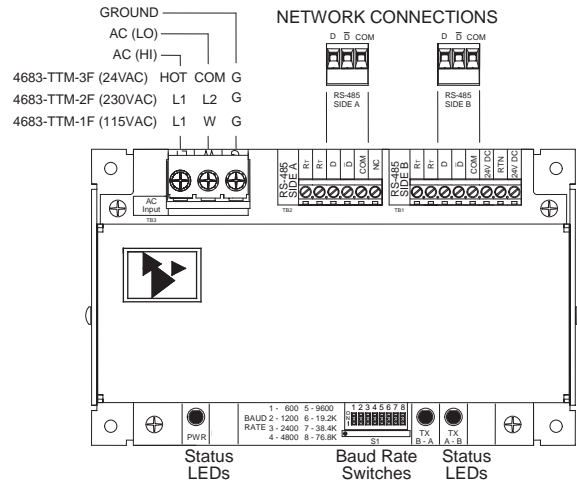 GROUND
AC (LO)
AC (HI)
4683-TTM-3F (24VAC) HOT COM G
4683-TTM-2F (230VAC) L1 L2 G
4683-TTM-1F (115VAC) L1 W G
NETWORK CONNECTIONS
D D̅ COM
RS-485
SIDE A
D D̅ COM
RS-485
SIDE B
AC
Input
TB3
RS-485
SIDE A
RT RT D D̅ COM NC
TB2
RS-485
SIDE B
RT RT D D̅ COM 24V DC RTN 24V DC
TB1
PWR
1 - 600 5 - 9600
BAUD 2 - 1200 6 - 19.2K
RATE 3 - 2400 7 - 38.4K
4 - 4800 8 - 76.8K
1 2 3 4 5 6 7 8
S1
TX
B - A
TX
A - B
Status
LEDs
Baud Rate
Switches
Status
LEDs